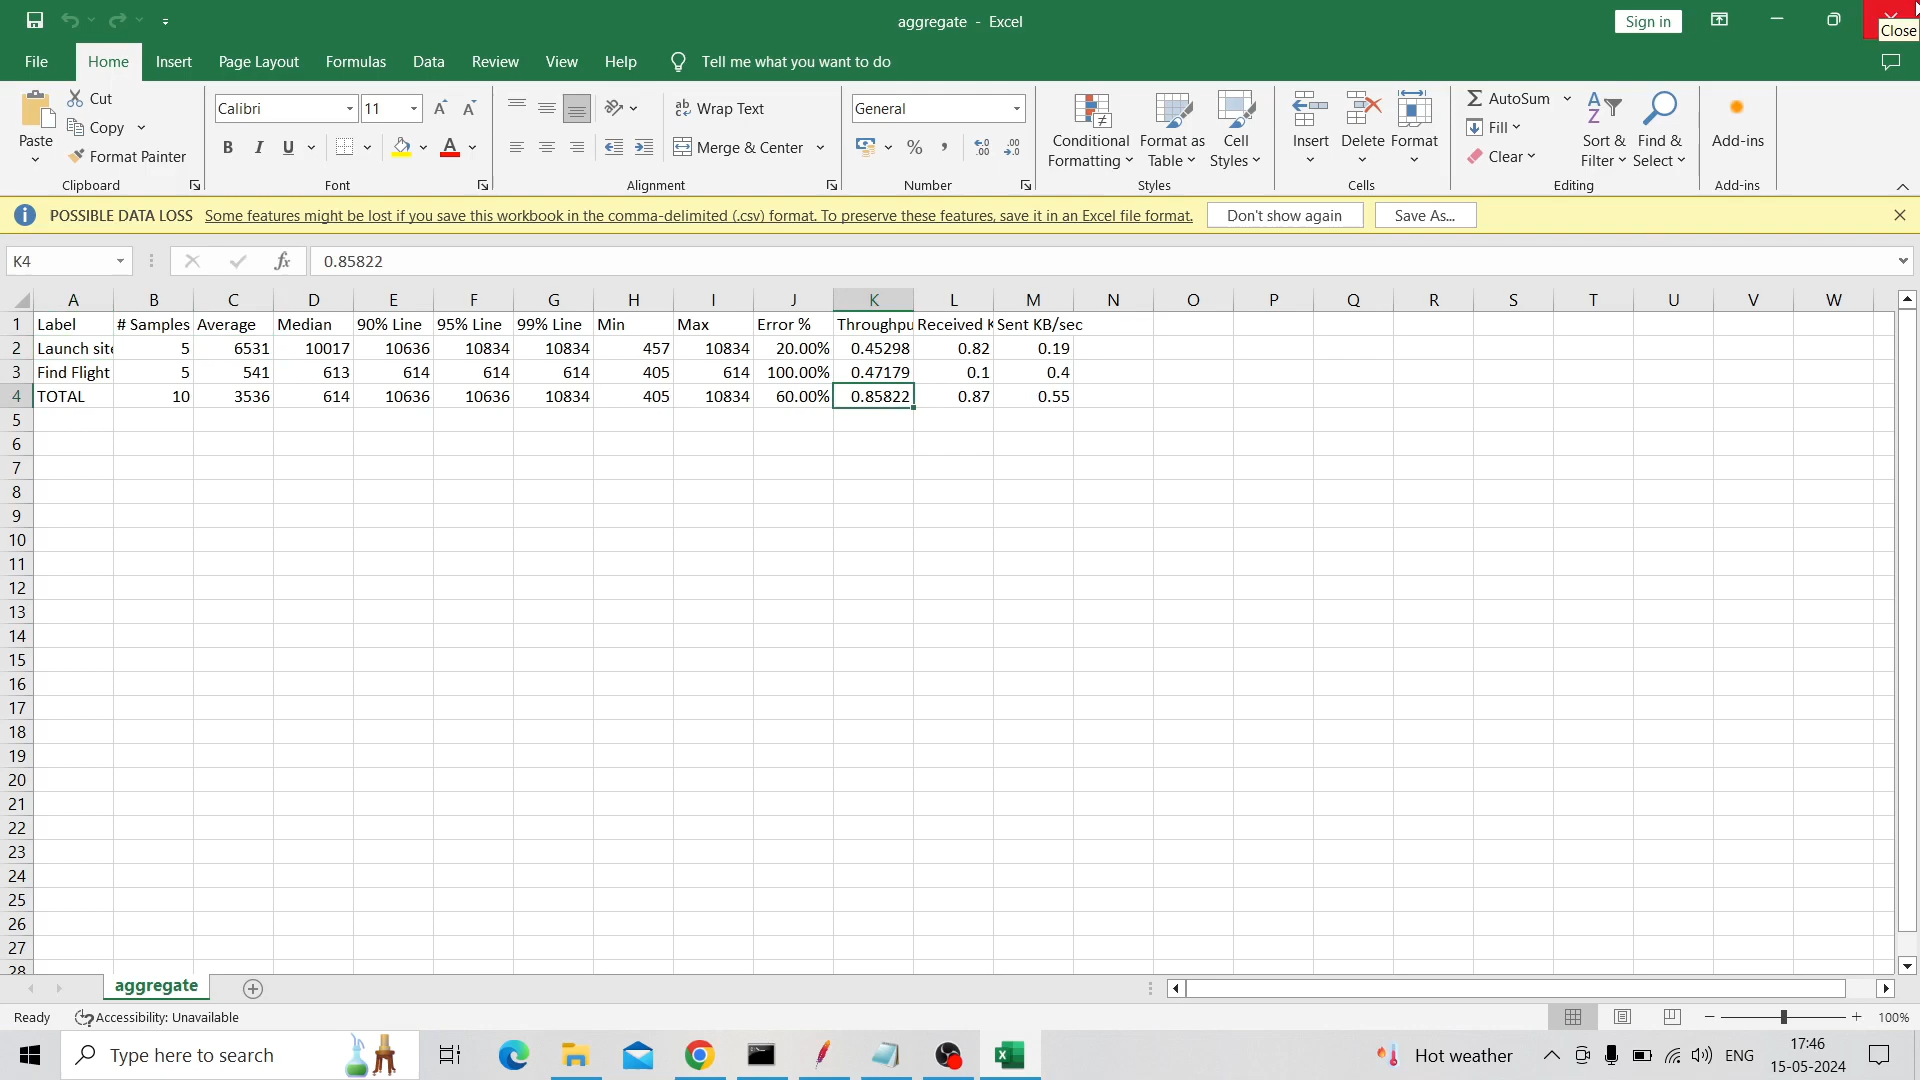 aggregate - Excel
Sign in
Close
File Home Insert Page Layout Formulas Data Review View Help Tell me what you want to do
Paste
Cut
Copy
Format Painter
Clipboard
Calibri 11
A A
B I U A
Font
ab Wrap Text
Merge & Center
Alignment
General
% ,
Number
Conditional Formatting
Format as Table
Cell Styles
Styles
Insert Delete Format
Cells
AutoSum
Fill
Clear
Sort & Filter
Find & Select
Editing
Add-ins
Add-ins
POSSIBLE DATA LOSS Some features might be lost if you save this workbook in the comma-delimited (.csv) format. To preserve these features, save it in an Excel file format. Don't show again Save As...
K4 fx 0.85822
A B C D E F G H I J K L M N O P Q R S T U V W
1 Label # Samples Average Median 90% Line 95% Line 99% Line Min Max Error % Throughpu Received K Sent KB/sec
2 Launch site 5 6531 10017 10636 10834 10834 457 10834 20.00% 0.45298 0.82 0.19
3 Find Flight 5 541 613 614 614 614 405 614 100.00% 0.47179 0.1 0.4
4 TOTAL 10 3536 614 10636 10636 10834 405 10834 60.00% 0.85822 0.87 0.55
5
6
7
8
9
10
11
12
13
14
15
16
17
18
19
20
21
22
23
24
25
26
27
28
aggregate
Ready Accessibility: Unavailable 100%
Type here to search
Hot weather
ENG
17:46
15-05-2024